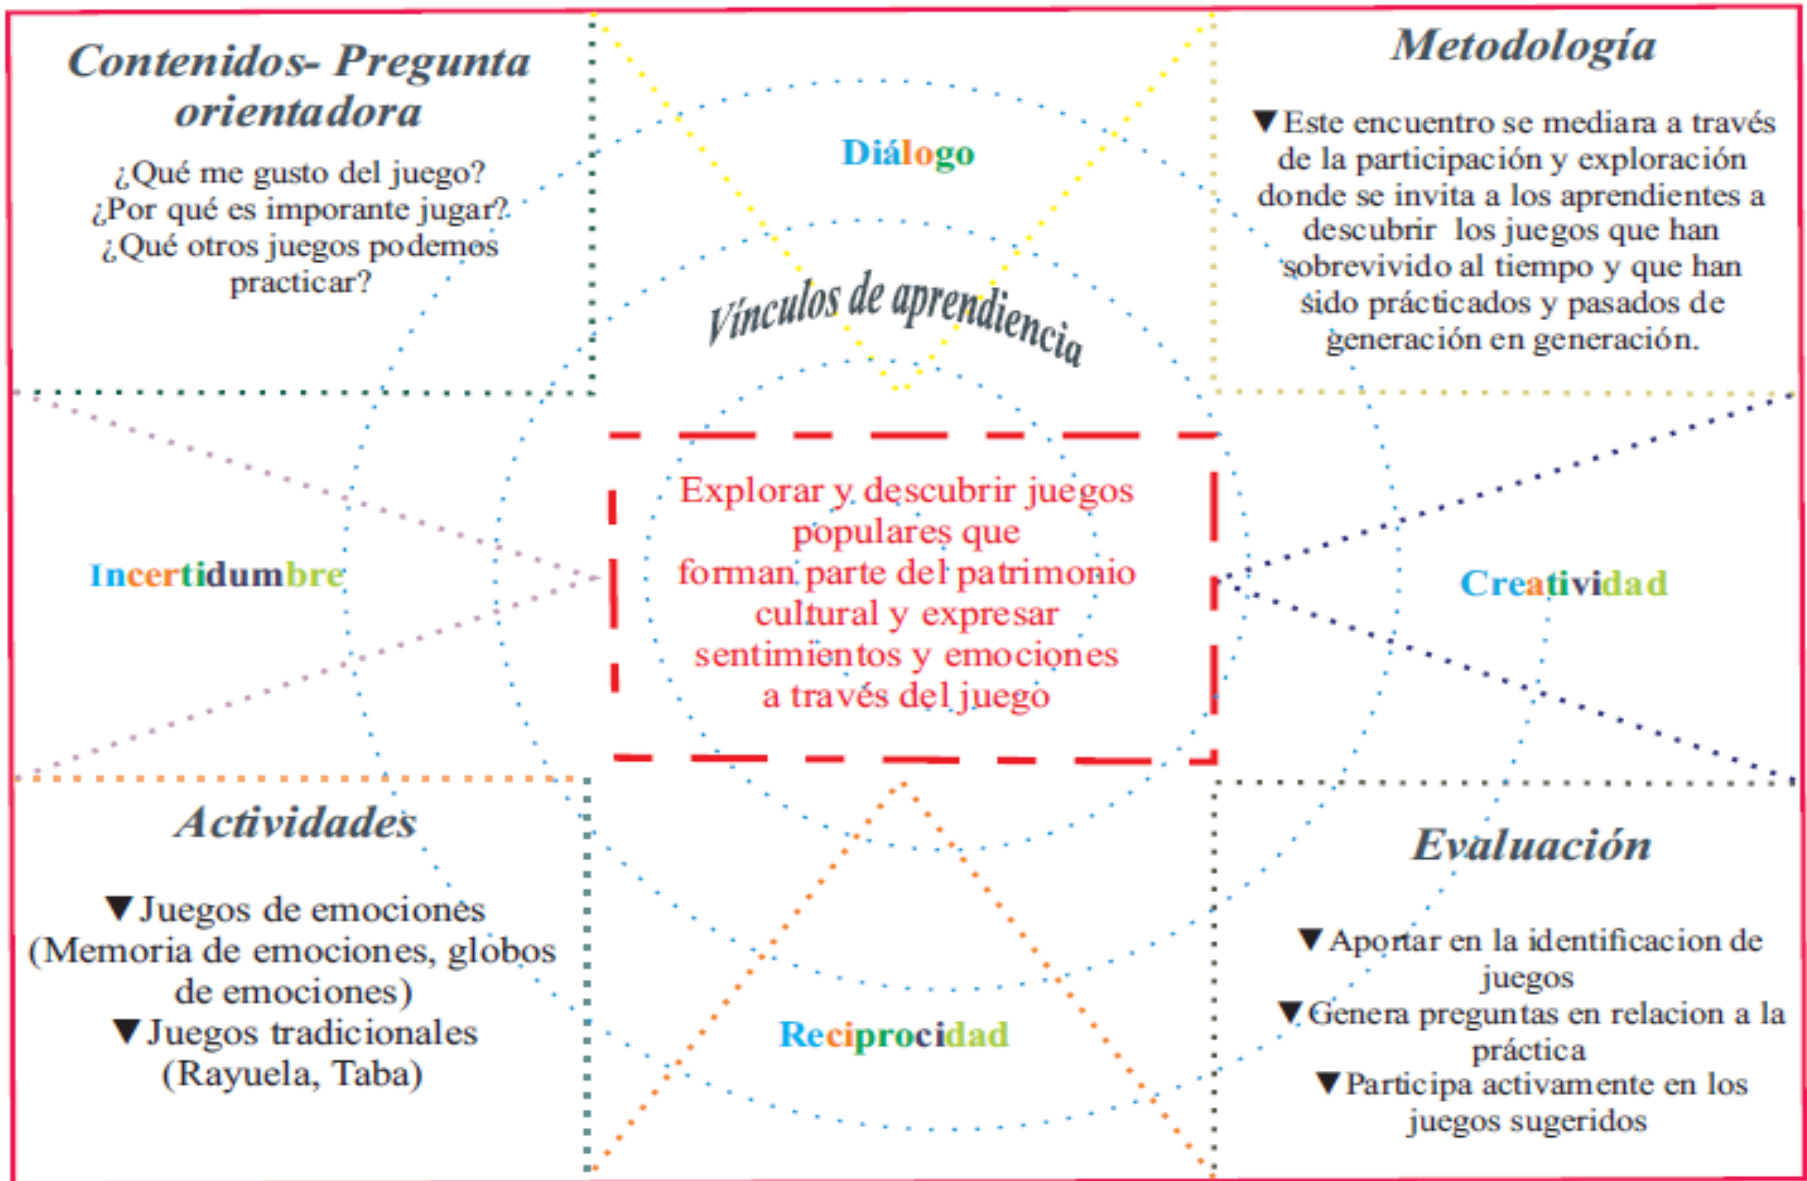 Contenidos- Pregunta
orientadora
¿Qué me gusto del juego?
¿Por qué es imporante jugar?
¿Qué otros juegos podemos
practicar?
Diálogo
Metodología
▼Este encuentro se mediara a través
de la participación y exploración
donde se invita a los aprendientes a
descubrir los juegos que han
sobrevivido al tiempo y que han
sido prácticados y pasados de
generación en generación.
Vínculos de aprendiencia
Incertidumbre
Explorar y descubrir juegos
populares que
forman parte del patrimonio
cultural y expresar
sentimientos y emociones
a través del juego
Creatividad
Actividades
▼Juegos de emociones
(Memoria de emociones, globos
de emociones)
▼Juegos tradicionales
(Rayuela, Taba)
Reciprocidad
Evaluación
▼Aportar en la identificacion de
juegos
▼Genera preguntas en relacion a la
práctica
▼Participa activamente en los
juegos sugeridos